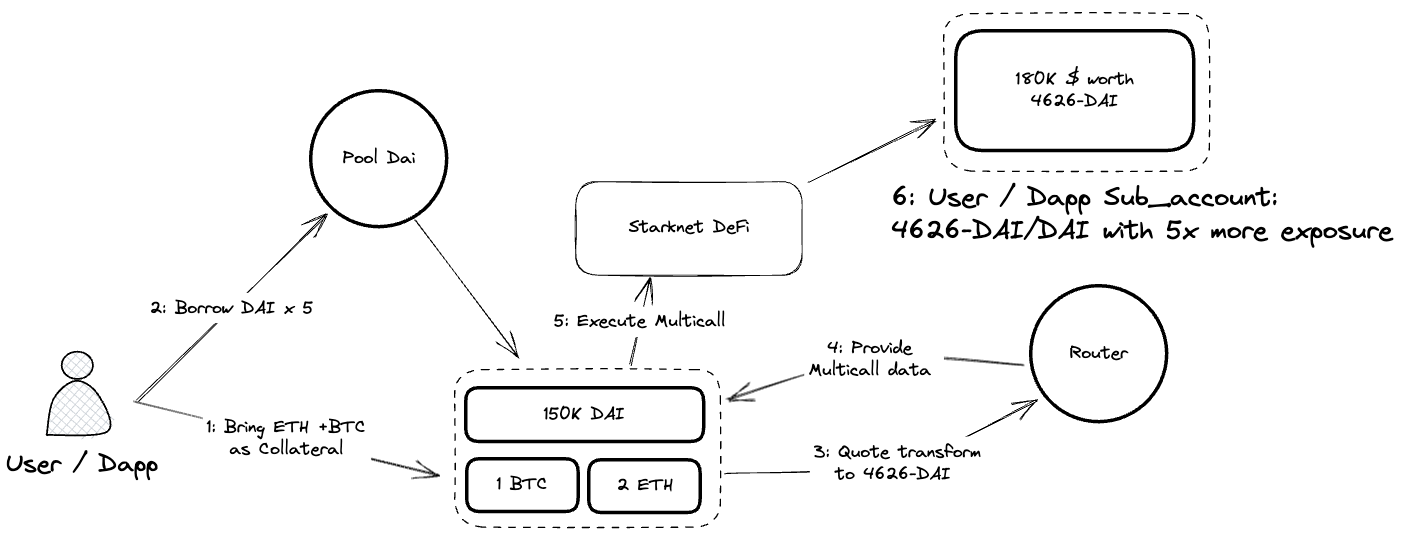 180K $ worth
4626-DAI
Pool Dai
6: User / Dapp Sub_account:
4626-DAI/DAI with 5x more exposure
Starknet DeFi
2: Borrow DAI x 5
5: Execute Multicall
4: Provide
Multicall data
Router
1: Bring ETH +BTC
as Collateral
150K DAI
3: Quote transform
to 4626-DAI
User / Dapp
1 BTC
2 ETH